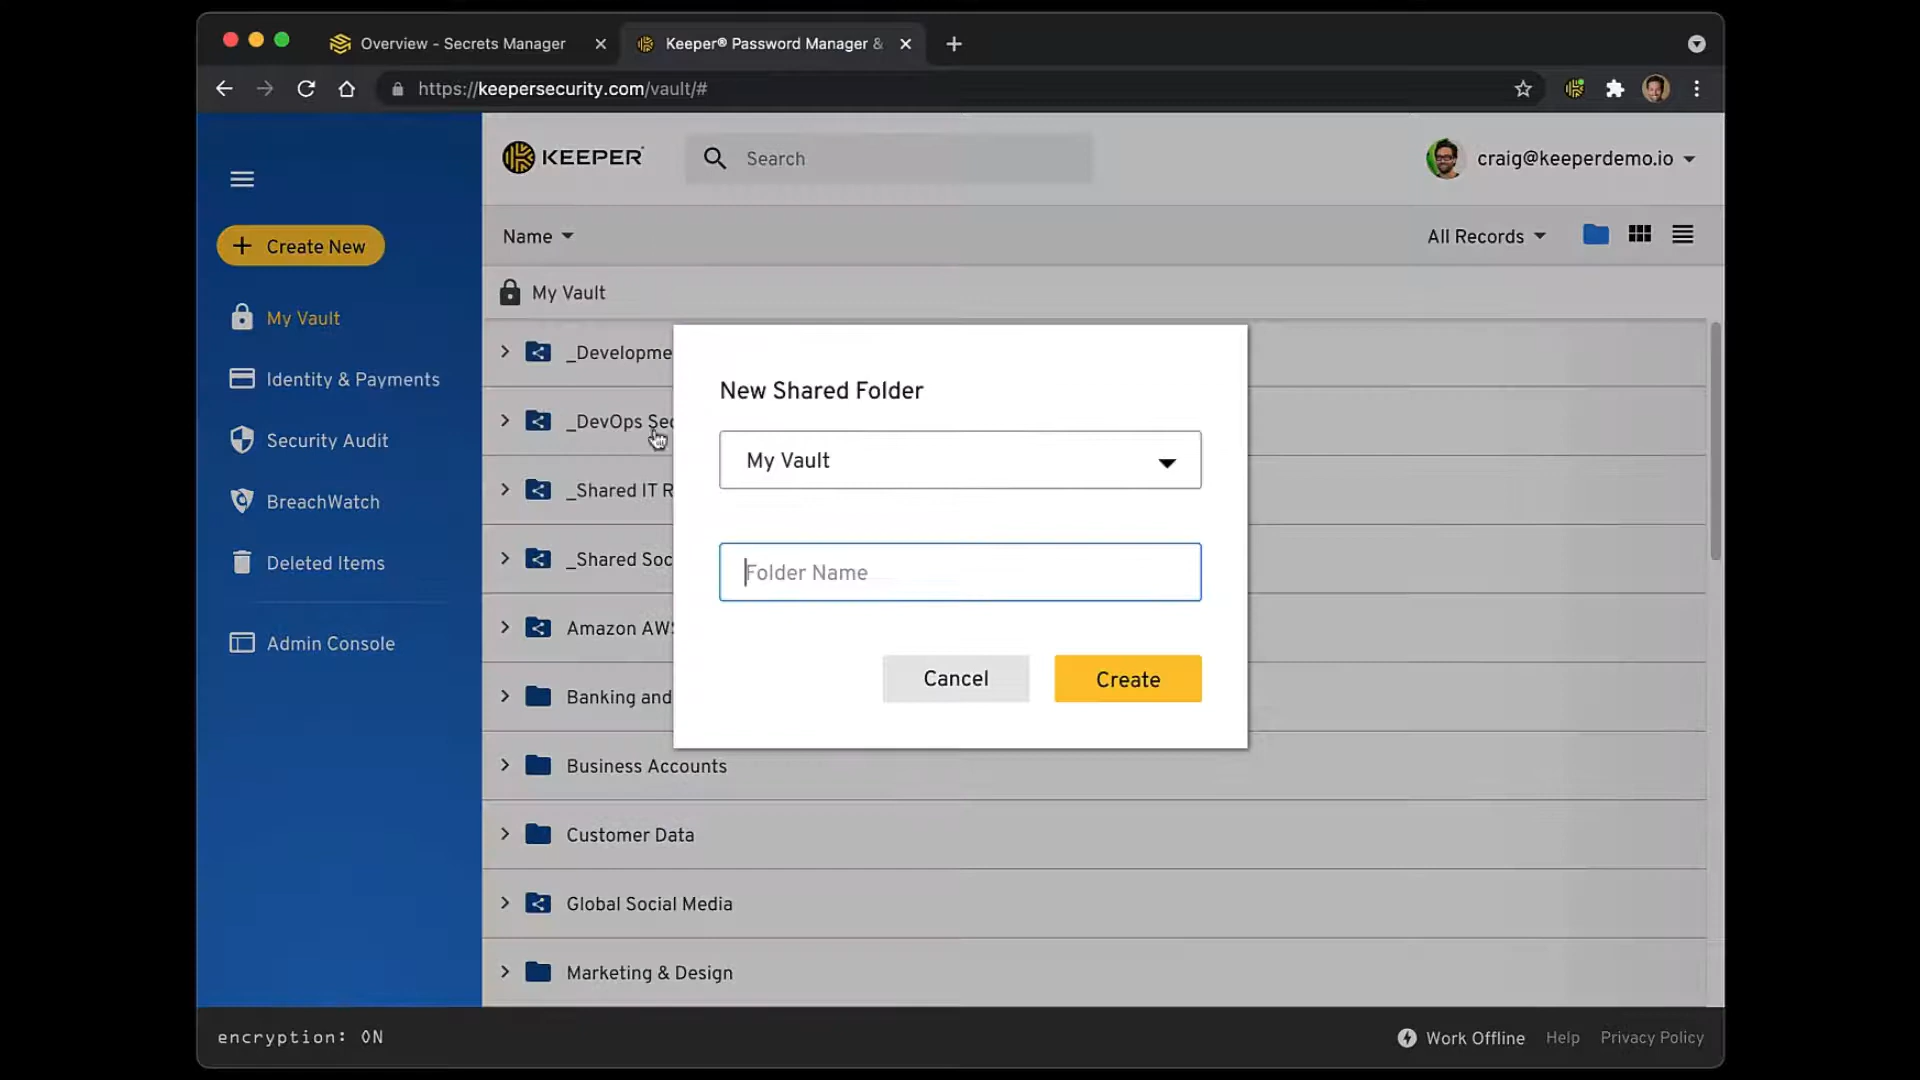 Overview - Secrets Manager
Keeper® Password Manager &
https://keepersecurity.com/vault/#
KEEPER
Search
craig@keeperdemo.io
Create New
Name
All Records
My Vault
My Vault
Identity & Payments
Security Audit
BreachWatch
Deleted Items
Admin Console
_Developme
_DevOps Sec
_Shared IT R
_Shared Soc
Amazon AWS
Banking and
Business Accounts
Customer Data
Global Social Media
Marketing & Design
New Shared Folder
My Vault
Folder Name
Cancel
Create
encryption: ON
Work Offline
Help
Privacy Policy